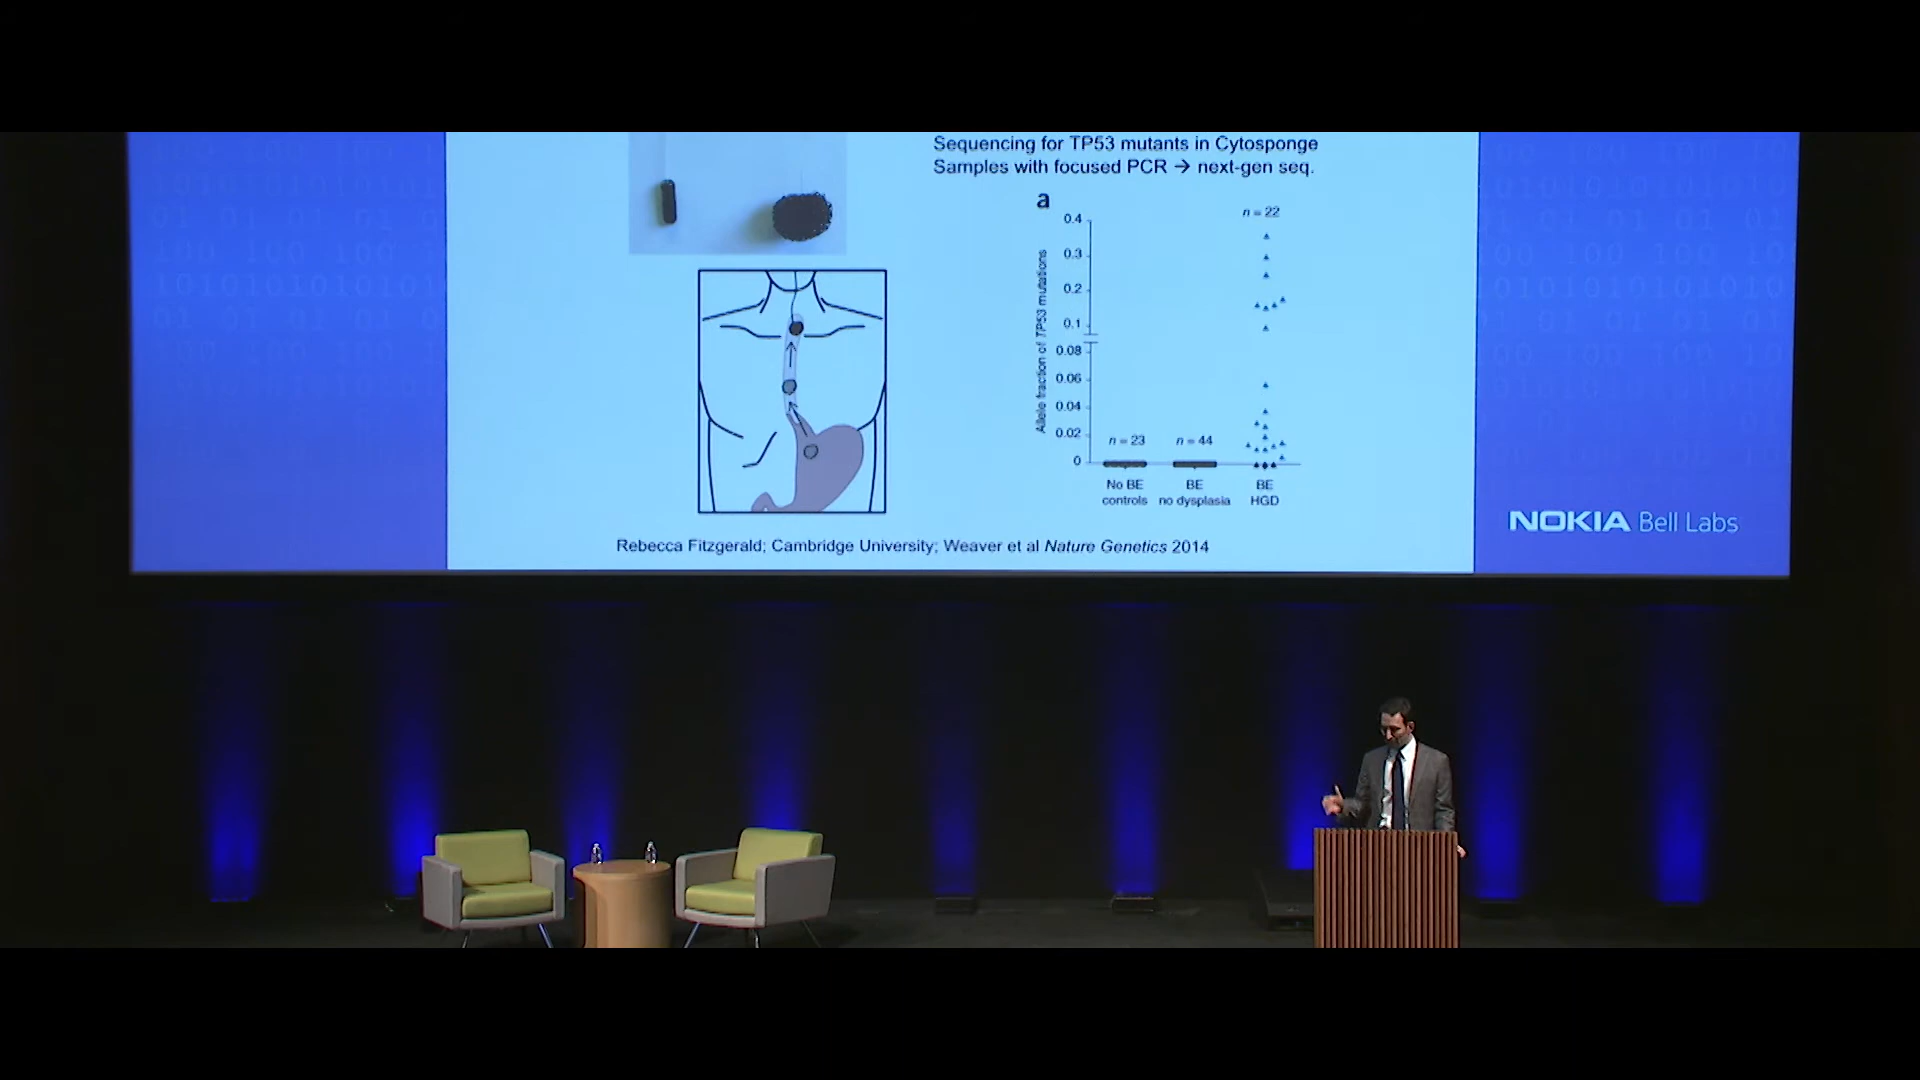 Sequencing for TP53 mutants in Cytosponge
Samples with focused PCR → next-gen seq.
a
n = 22
0.4
0.3
0.2
0.1
0.08
0.06
0.04
0.02
0
Allele fraction of TP53 mutations
n = 23
n = 44
No BE
controls
BE
no dysplasia
BE
HGD
Rebecca Fitzgerald; Cambridge University; Weaver et al Nature Genetics 2014
NOKIA Bell Labs